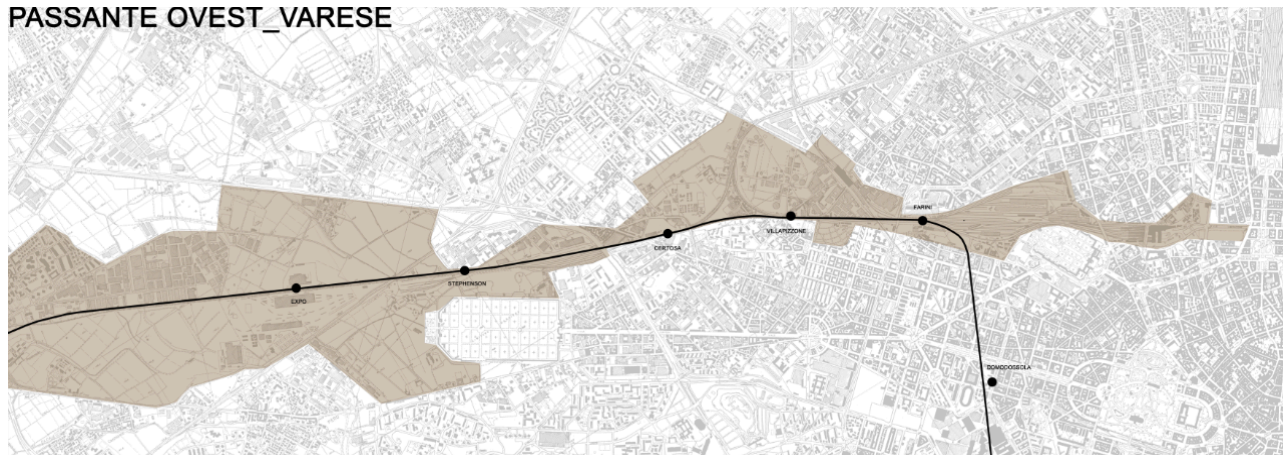 PASSANTE OVEST_VARESE
FARINI
VILLAPIZZONE
CERTOSA
STEPHENSON
EXPO
DOMODOSSOLA